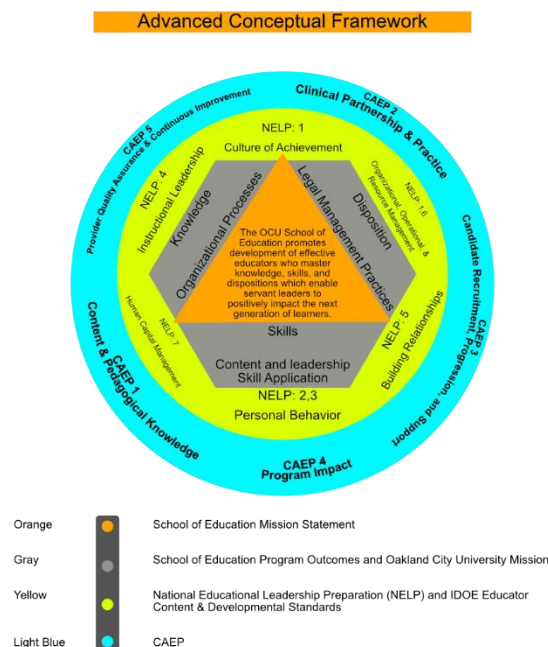 Advanced Conceptual Framework
CAEP 5
Provider Quality Assurance & Continuous Improvement
CAEP 2
Clinical Partnership & Practice
CAEP 3
Candidate Recruitment, Progression, and Support
CAEP 1
Content & Pedagogical Knowledge
CAEP 4
Program Impact
NELP: 1
Culture of Achievement
NELP: 4
Instructional Leadership
NELP: 1,6
Organizational, Operational, &
Resource Management
NELP: 7
Human Capital Management
NELP: 5
Building Relationships
NELP: 2,3
Personal Behavior
Knowledge
Organizational Processes
Legal Management Practices
Disposition
The OCU School of
Education promotes
development of effective
educators who master
knowledge, skills, and
dispositions which enable
servant leaders to
positively impact the next
generation of learners.
Skills
Content and leadership
Skill Application
Orange
School of Education Mission Statement
Gray
School of Education Program Outcomes and Oakland City University Mission
Yellow
National Educational Leadership Preparation (NELP) and IDOE Educator
Content & Developmental Standards
Light Blue
CAEP